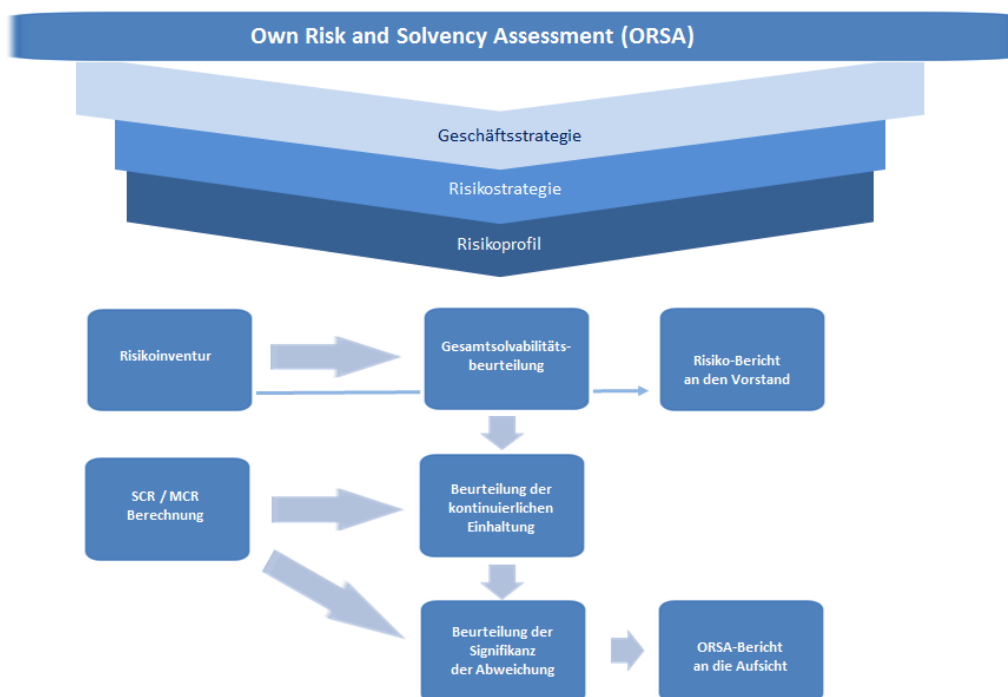 Own Risk and Solvency Assessment (ORSA)
Geschäftsstrategie
Risikostrategie
Risikoprofil
Risikoinventur
Gesamtsolvabilitäts-
beurteilung
Risiko-Bericht
an den Vorstand
SCR / MCR
Berechnung
Beurteilung der
kontinuierlichen
Einhaltung
Beurteilung der
Signifikanz
der Abweichung
ORSA-Bericht
an die Aufsicht